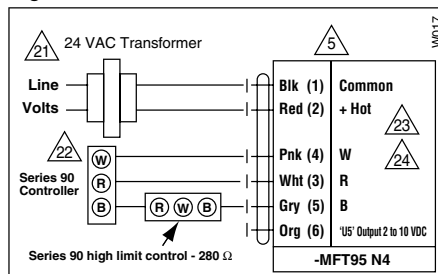 W017
21 24 VAC Transformer
5
Line
Volts
Blk (1) Common
Red (2) + Hot
23
22
24
W
Pnk (4) W
Series 90
Controller
R
Wht (3) R
B
R W B
Gry (5) B
Org (6) 'U5' Output 2 to 10 VDC
Series 90 high limit control - 280 Ω
-MFT95 N4